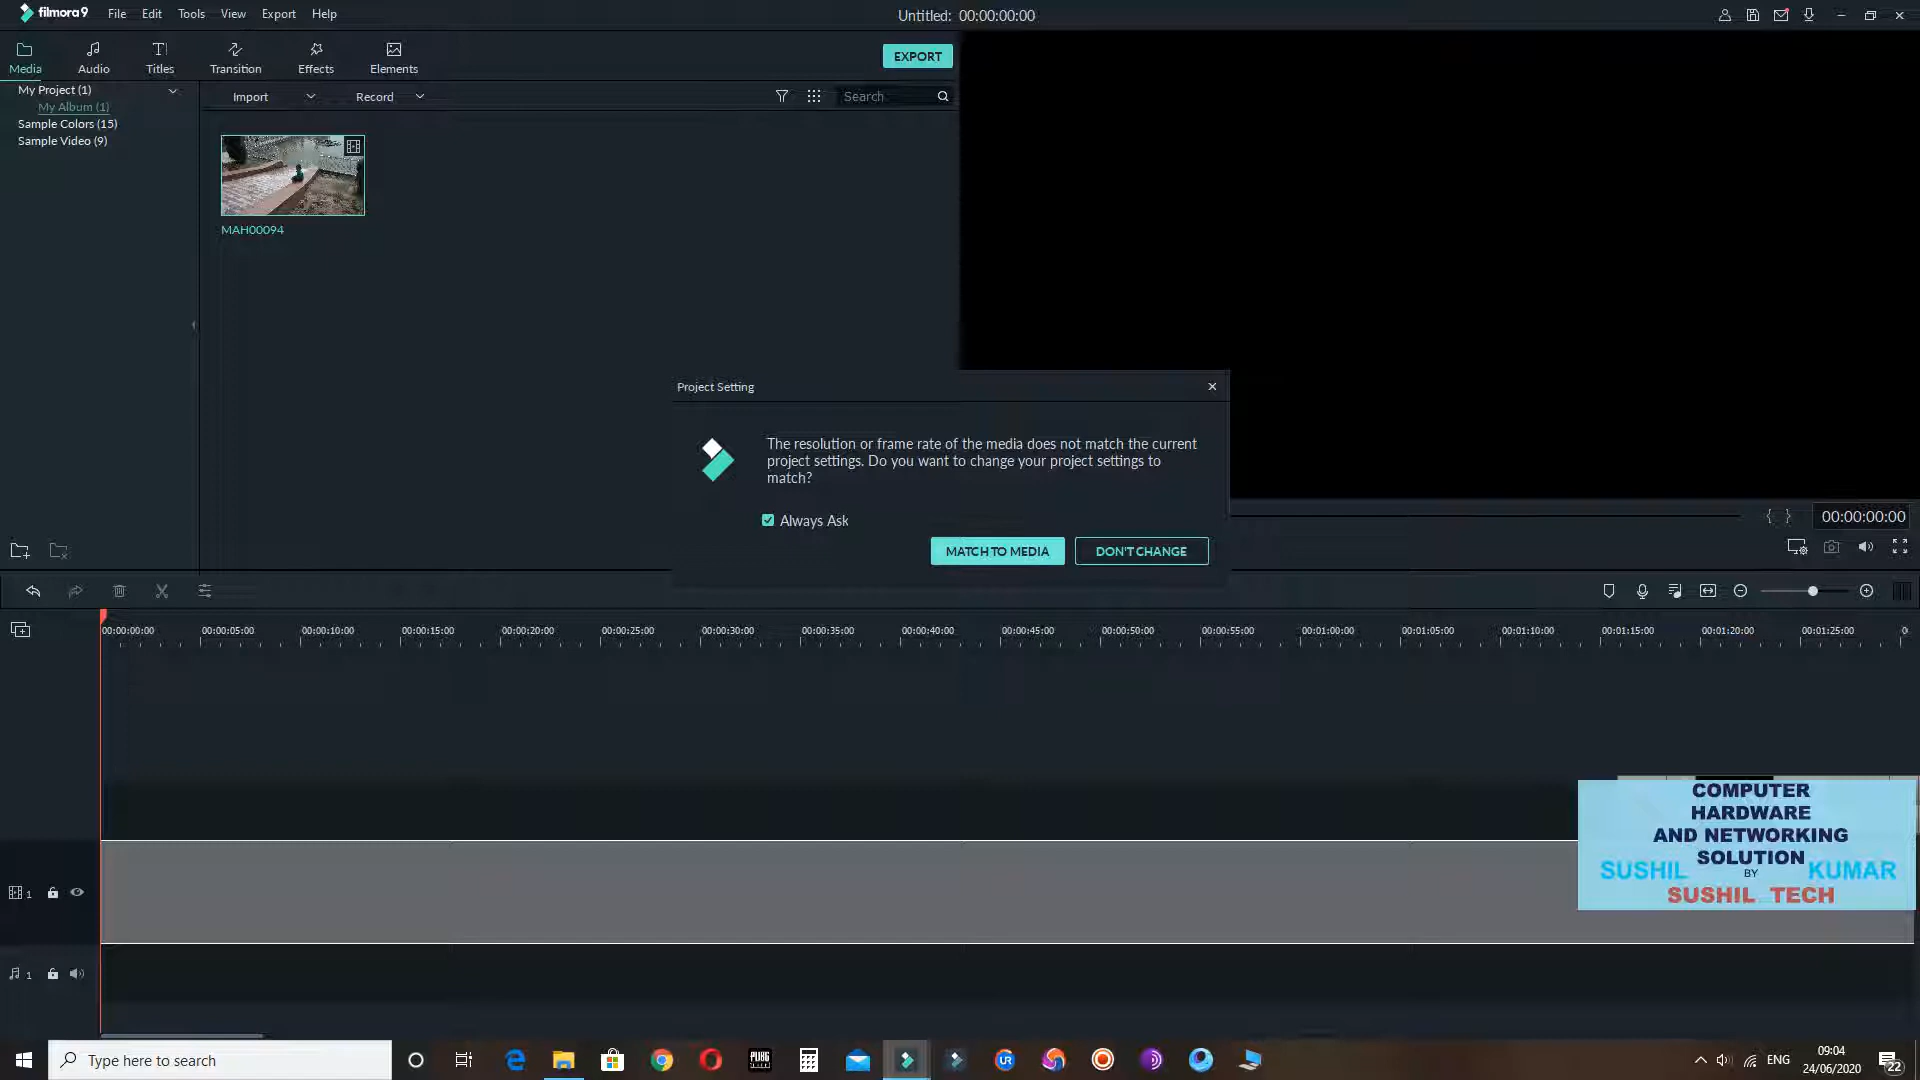 filmora9
File Edit Tools View Export Help
Untitled: 00:00:00:00
Media Audio Titles Transition Effects Elements
EXPORT
My Project (1)
My Album (1)
Sample Colors (15)
Sample Video (9)
Import Record Search
MAH00094
Project Setting
The resolution or frame rate of the media does not match the current
project settings. Do you want to change your project settings to
match?
Always Ask
MATCH TO MEDIA DON'T CHANGE
00:00:00:00
00:00:00:00 00:00:05:00 00:00:10:00 00:00:15:00 00:00:20:00 00:00:25:00 00:00:30:00 00:00:35:00 00:00:40:00 00:00:45:00 00:00:50:00 00:00:55:00 00:01:00:00 00:01:05:00 00:01:10:00 00:01:15:00 00:01:20:00 00:01:25:00
COMPUTER
HARDWARE
AND NETWORKING
SOLUTION
SUSHIL BY KUMAR
SUSHIL TECH
1
1
Type here to search
PUBG
UR
ENG
09:04
24/06/2020
22